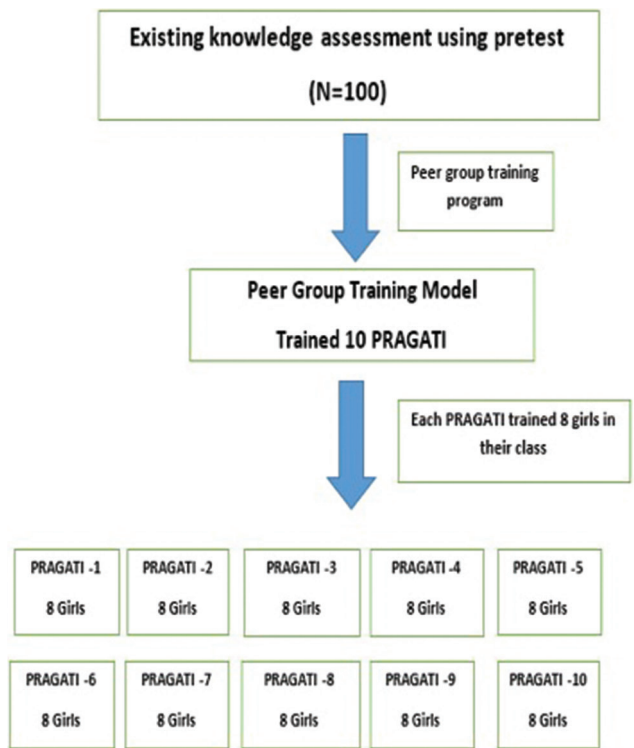 Existing knowledge assessment using pretest
(N=100)
Peer group training
program
Peer Group Training Model
Trained 10 PRAGATI
Each PRAGATI trained 8 girls in
their class
PRAGATI -1
8 Girls
PRAGATI -2
8 Girls
PRAGATI -3
8 Girls
PRAGATI -4
8 Girls
PRAGATI -5
8 Girls
PRAGATI -6
8 Girls
PRAGATI -7
8 Girls
PRAGATI -8
8 Girls
PRAGATI -9
8 Girls
PRAGATI -10
8 Girls